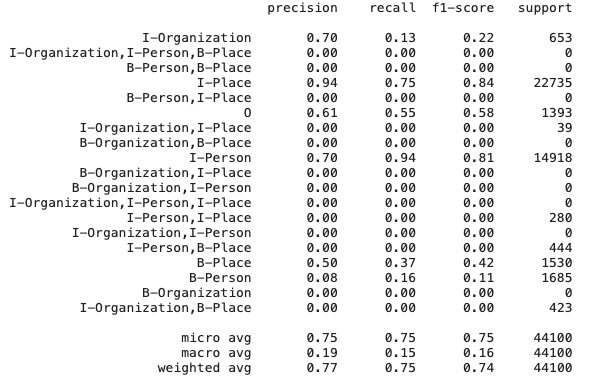 precision recall f1-score support
I-Organization 0.70 0.13 0.22 653
I-Organization,I-Person,B-Place 0.00 0.00 0.00 0
B-Person,B-Place 0.00 0.00 0.00 0
I-Place 0.94 0.75 0.84 22735
B-Person,I-Place 0.00 0.00 0.00 0
O 0.61 0.55 0.58 1393
I-Organization,I-Place 0.00 0.00 0.00 39
B-Organization,B-Place 0.00 0.00 0.00 0
I-Person 0.70 0.94 0.81 14918
B-Organization,I-Place 0.00 0.00 0.00 0
B-Organization,I-Person 0.00 0.00 0.00 0
I-Organization,I-Person,I-Place 0.00 0.00 0.00 0
I-Person,I-Place 0.00 0.00 0.00 280
I-Organization,I-Person 0.00 0.00 0.00 0
I-Person,B-Place 0.00 0.00 0.00 444
B-Place 0.50 0.37 0.42 1530
B-Person 0.08 0.16 0.11 1685
B-Organization 0.00 0.00 0.00 0
I-Organization,B-Place 0.00 0.00 0.00 423
micro avg 0.75 0.75 0.75 44100
macro avg 0.19 0.15 0.16 44100
weighted avg 0.77 0.75 0.74 44100